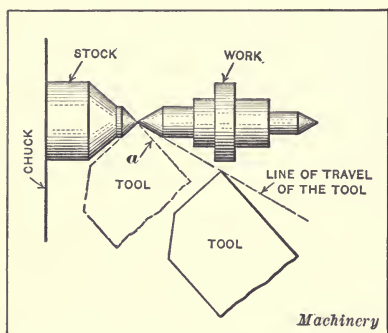 STOCK
WORK
CHUCK
a
TOOL
LINE OF TRAVEL
OF THE TOOL
TOOL
Machinery